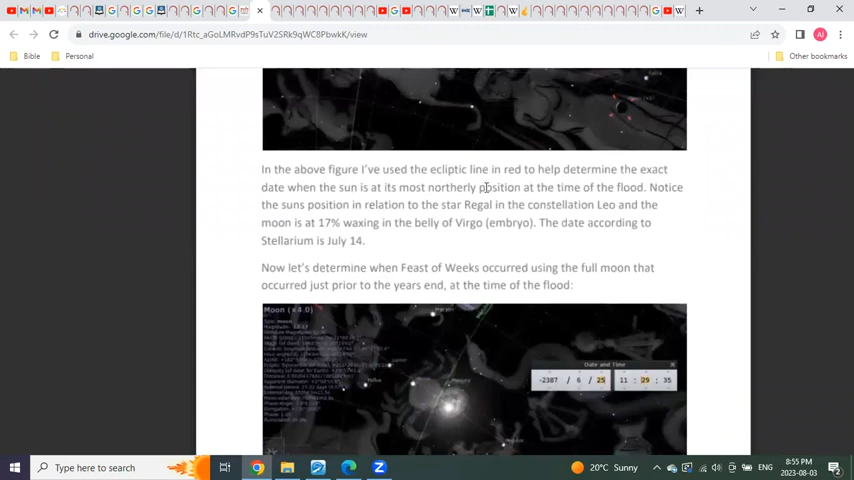 drive.google.com/file/d/1Rtc_aGoLMRvdP9sTuV2SRk9qWC8PbwkK/view
Bible
Personal
Other bookmarks
In the above figure I've used the ecliptic line in red to help determine the exact
date when the sun is at its most northerly position at the time of the flood. Notice
the suns position in relation to the star Regal in the constellation Leo and the
moon is at 17% waxing in the belly of Virgo (embryo). The date according to
Stellarium is July 14.
Now let's determine when Feast of Weeks occurred using the full moon that
occurred just prior to the years end, at the time of the flood:
Moon (x4.0)
Date and Time
-2387 / 6 / 25 11 : 29 : 35
Type here to search
20°C Sunny
ENG
8:55 PM
2023-08-03
2